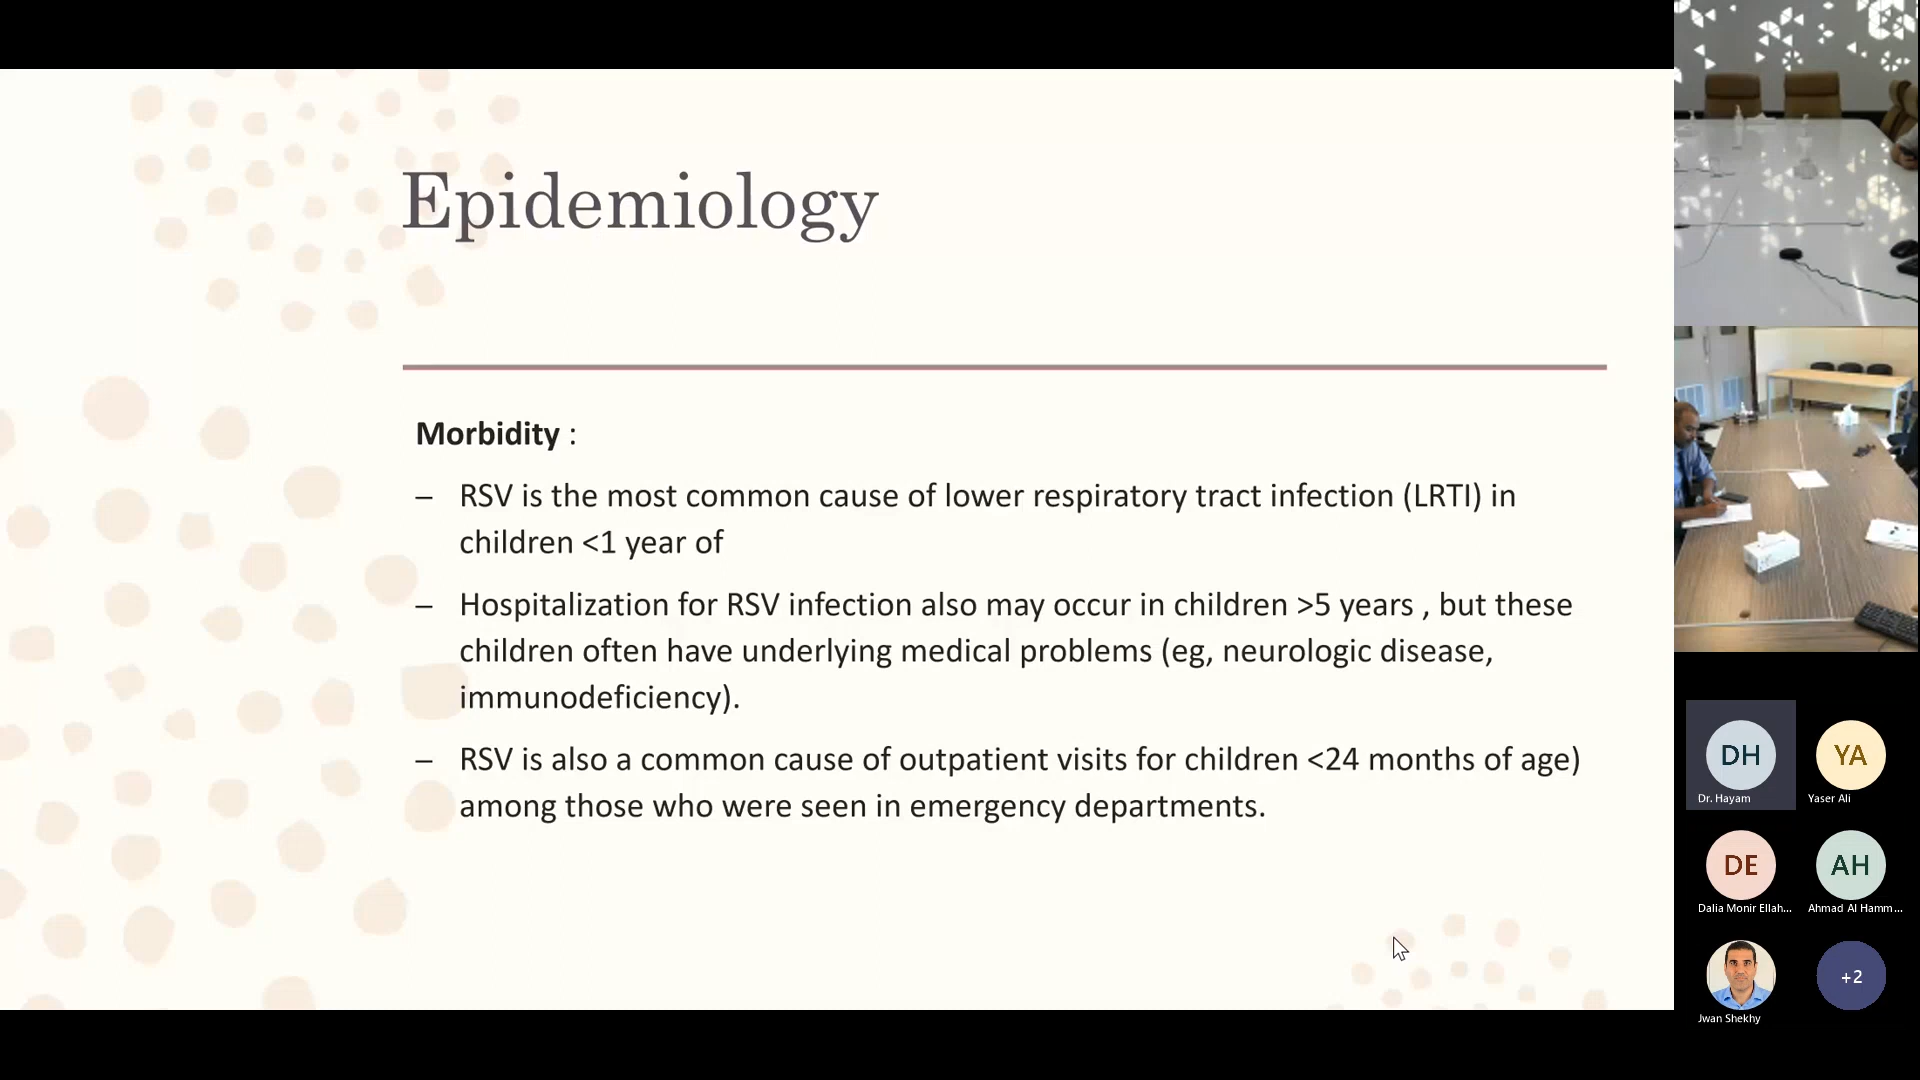 Epidemiology
Morbidity :
– RSV is the most common cause of lower respiratory tract infection (LRTI) in
children <1 year of
– Hospitalization for RSV infection also may occur in children >5 years , but these
children often have underlying medical problems (eg, neurologic disease,
immunodeficiency).
– RSV is also a common cause of outpatient visits for children <24 months of age)
among those who were seen in emergency departments.
DH
Dr. Hayam
YA
Yaser Ali
DE
Dalia Monir Ellah...
AH
Ahmad Al Hamm...
Jwan Shekhy
+2